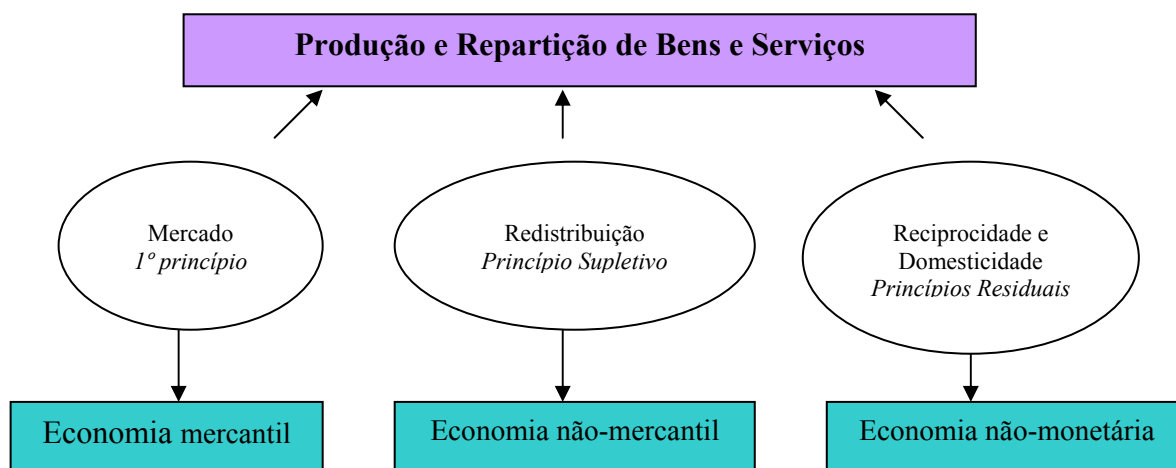 Produção e Repartição de Bens e Serviços
Mercado
1º princípio
Redistribuição
Princípio Supletivo
Reciprocidade e
Domesticidade
Princípios Residuais
Economia mercantil
Economia não-mercantil
Economia não-monetária